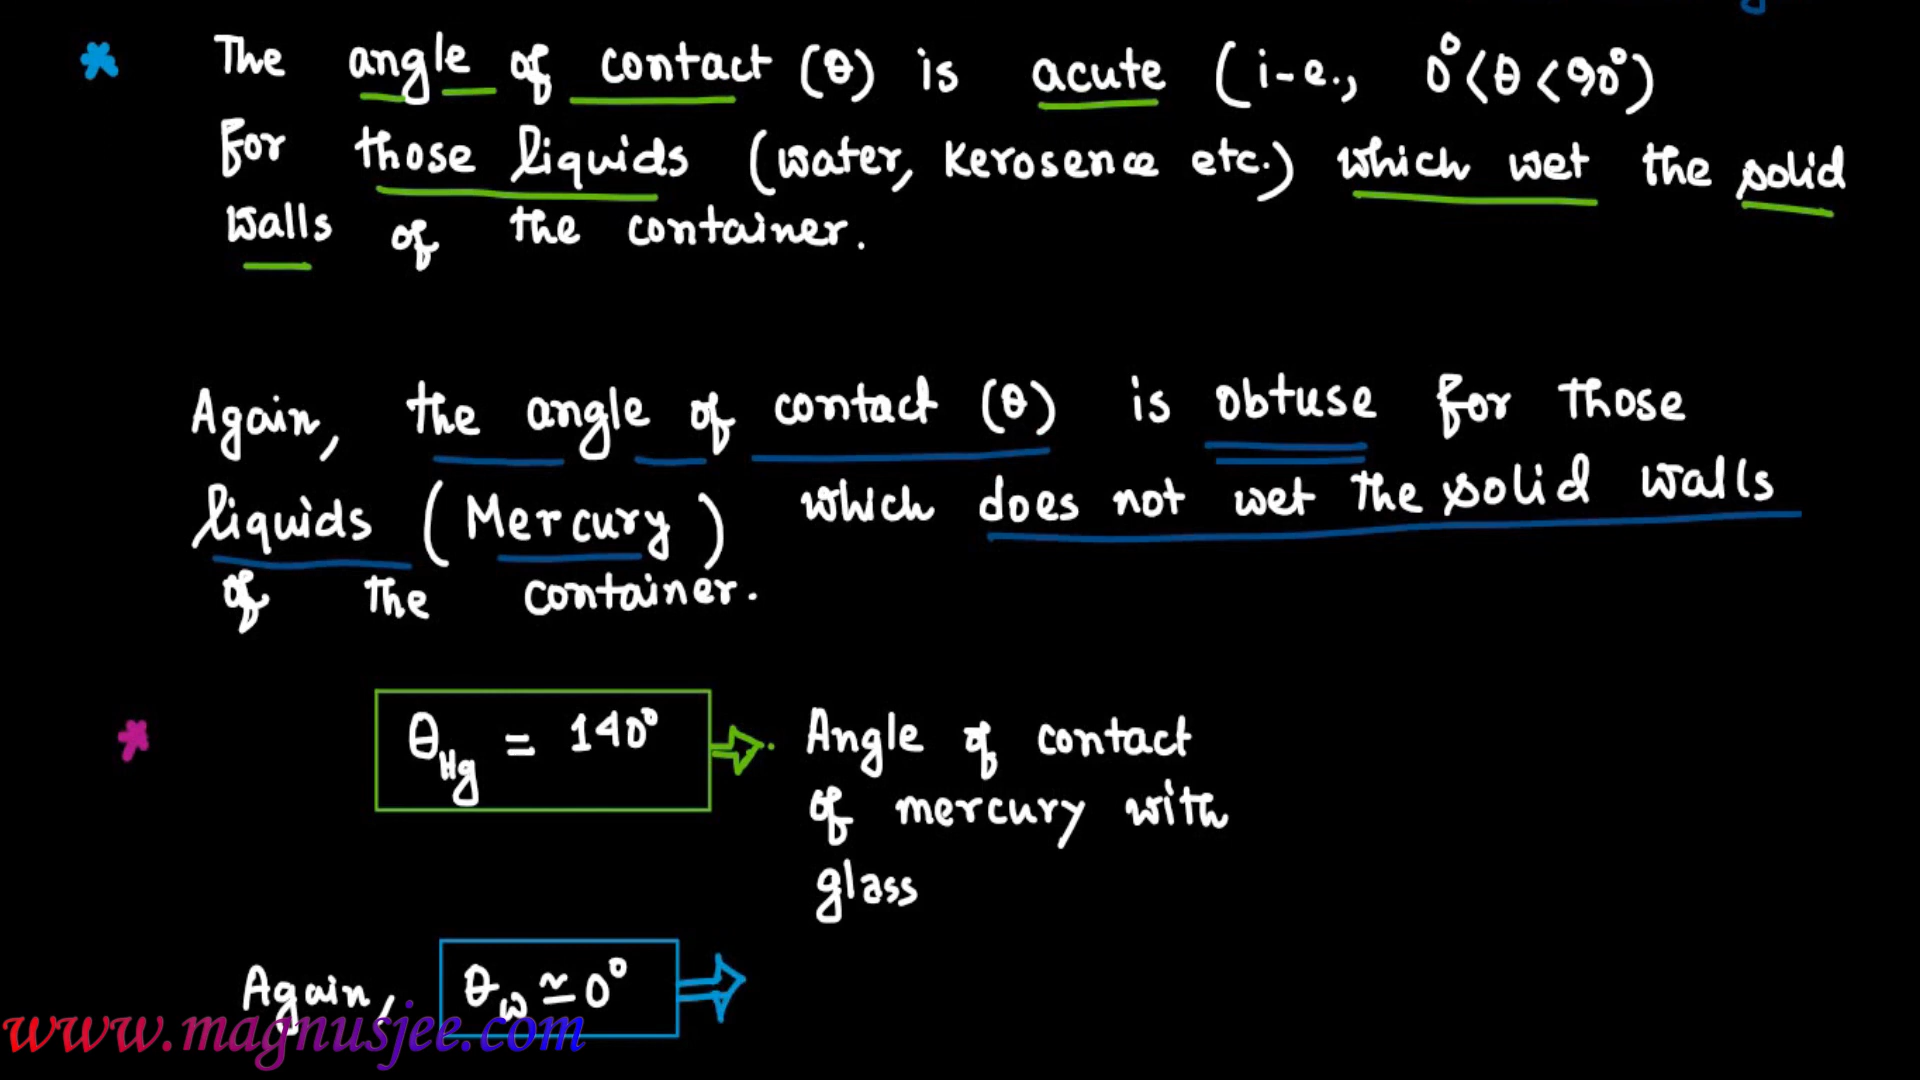 The angle of contact (θ) is acute (i-e., 0°<θ<90°)
For those liquids (water, Kerosence etc.) which wet the solid
walls of the container.
Again, the angle of contact (θ) is obtuse for those
liquids (Mercury) which does not wet the solid walls
of the container.
θHg = 140° Angle of contact
of mercury with
glass
Again, θw ≃ 0°
www.magnusjee.com